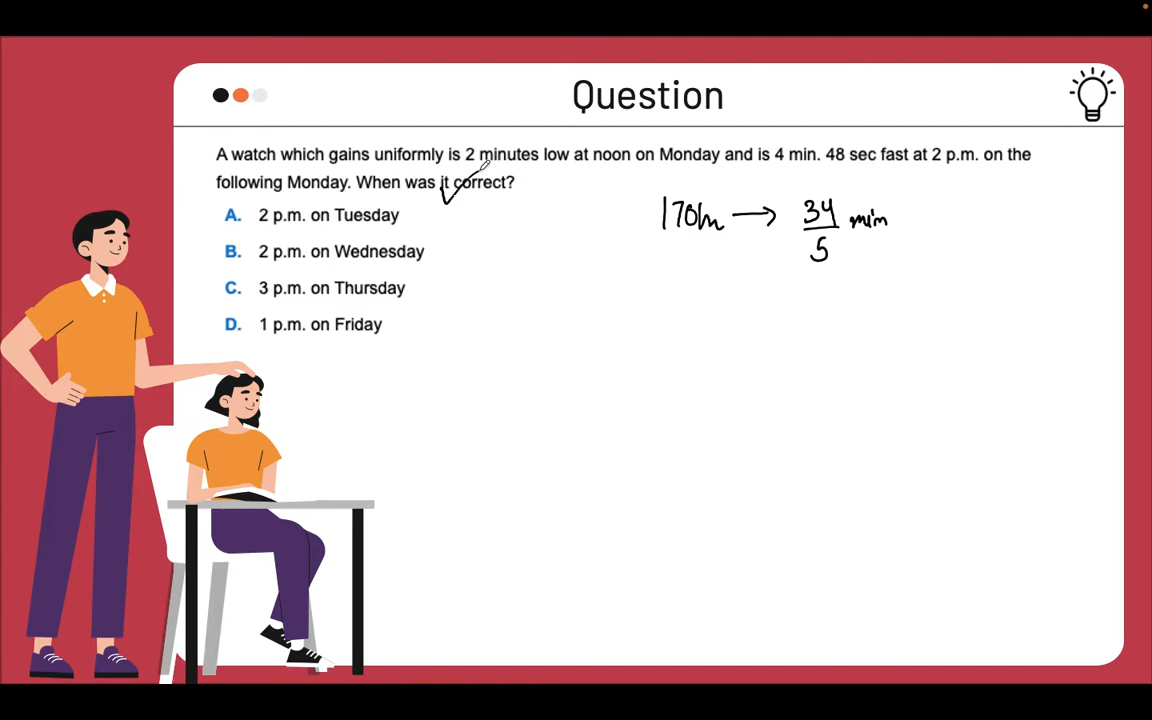 Question
A watch which gains uniformly is 2 minutes low at noon on Monday and is 4 min. 48 sec fast at 2 p.m. on the
following Monday. When was it correct?
A. 2 p.m. on Tuesday
B. 2 p.m. on Wednesday
C. 3 p.m. on Thursday
D. 1 p.m. on Friday
170h → 34/5 min